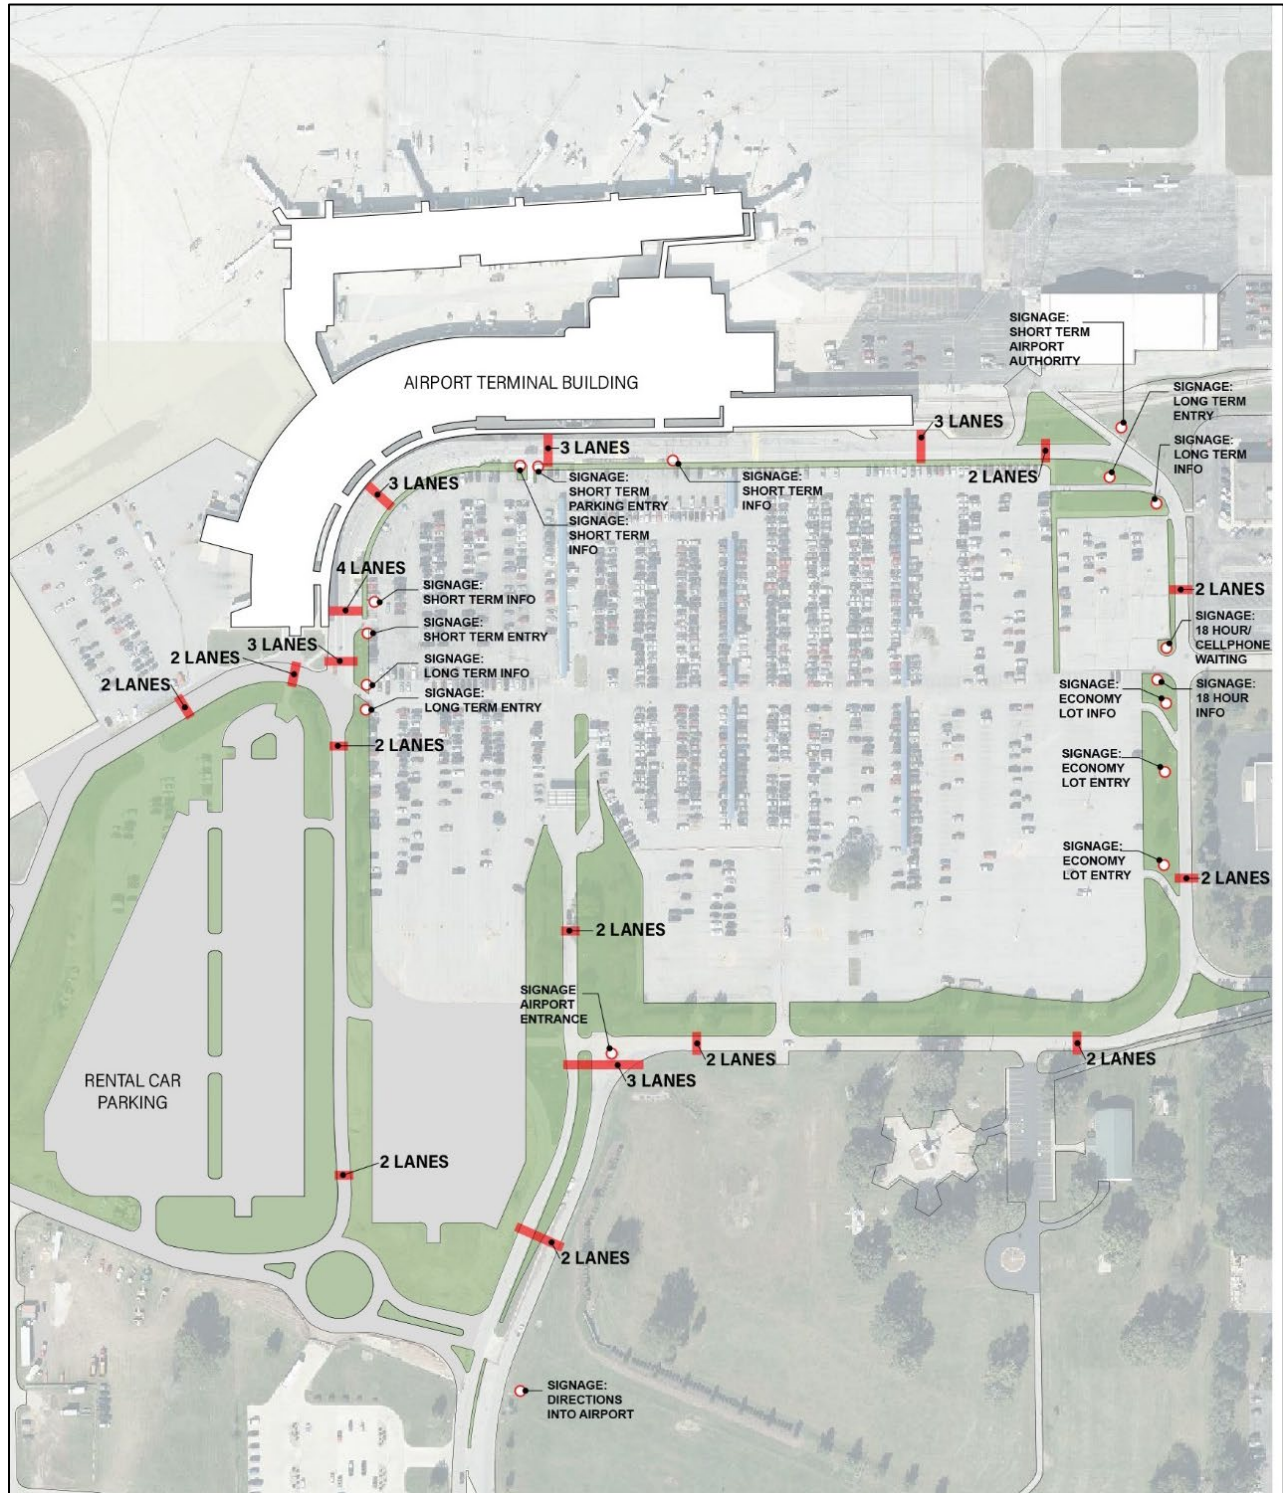 SIGNAGE:
SHORT TERM
AIRPORT
AUTHORITY
AIRPORT TERMINAL BUILDING
SIGNAGE:
LONG TERM
ENTRY
3 LANES
3 LANES
SIGNAGE:
LONG TERM
INFO
2 LANES
3 LANES
SIGNAGE:
SHORT TERM
PARKING ENTRY
SIGNAGE:
SHORT TERM
INFO
SIGNAGE:
SHORT TERM
INFO
4 LANES
SIGNAGE:
SHORT TERM INFO
2 LANES
SIGNAGE:
SHORT TERM ENTRY
SIGNAGE:
18 HOUR/
CELLPHONE
WAITING
3 LANES
2 LANES
SIGNAGE:
LONG TERM INFO
2 LANES
SIGNAGE:
LONG TERM ENTRY
SIGNAGE:
ECONOMY
LOT INFO
SIGNAGE:
18 HOUR
INFO
2 LANES
SIGNAGE:
ECONOMY
LOT ENTRY
SIGNAGE:
ECONOMY
LOT ENTRY
2 LANES
2 LANES
SIGNAGE
AIRPORT
ENTRANCE
2 LANES
2 LANES
3 LANES
RENTAL CAR
PARKING
2 LANES
2 LANES
SIGNAGE:
DIRECTIONS
INTO AIRPORT